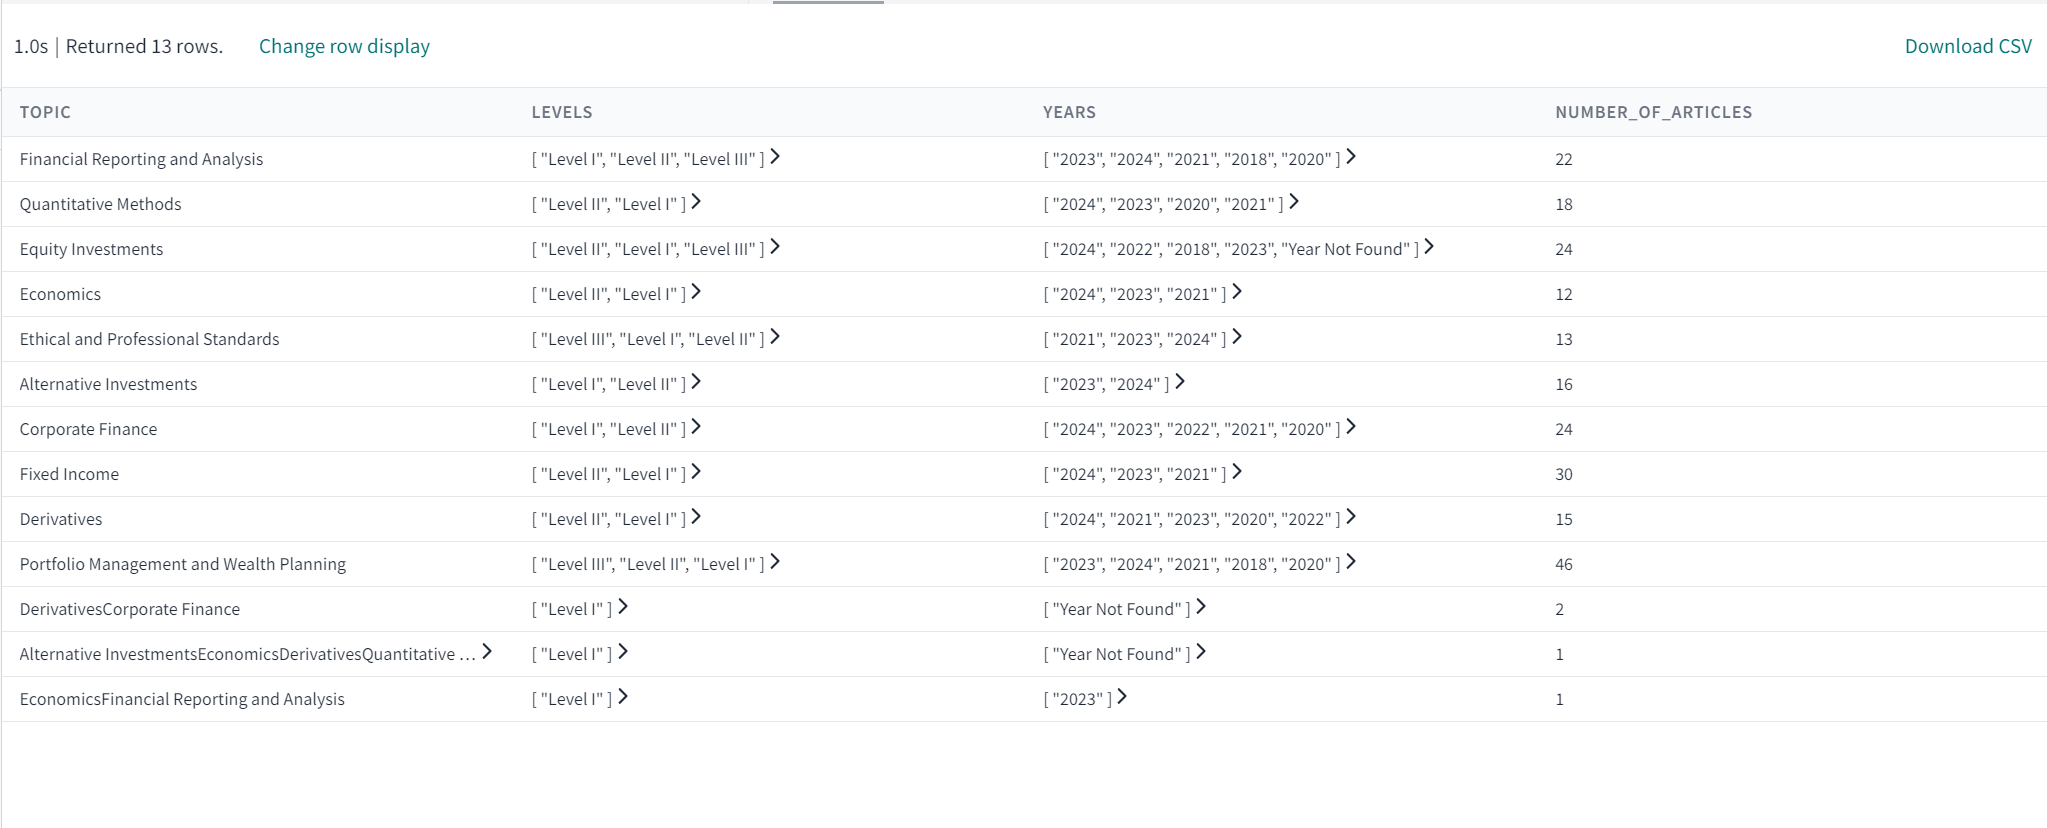 1.0s | Returned 13 rows. Change row display Download CSV
TOPIC LEVELS YEARS NUMBER_OF_ARTICLES
Financial Reporting and Analysis [ "Level I", "Level II", "Level III" ] [ "2023", "2024", "2021", "2018", "2020" ] 22
Quantitative Methods [ "Level II", "Level I" ] [ "2024", "2023", "2020", "2021" ] 18
Equity Investments [ "Level II", "Level I", "Level III" ] [ "2024", "2022", "2018", "2023", "Year Not Found" ] 24
Economics [ "Level II", "Level I" ] [ "2024", "2023", "2021" ] 12
Ethical and Professional Standards [ "Level III", "Level I", "Level II" ] [ "2021", "2023", "2024" ] 13
Alternative Investments [ "Level I", "Level II" ] [ "2023", "2024" ] 16
Corporate Finance [ "Level I", "Level II" ] [ "2024", "2023", "2022", "2021", "2020" ] 24
Fixed Income [ "Level II", "Level I" ] [ "2024", "2023", "2021" ] 30
Derivatives [ "Level II", "Level I" ] [ "2024", "2021", "2023", "2020", "2022" ] 15
Portfolio Management and Wealth Planning [ "Level III", "Level II", "Level I" ] [ "2023", "2024", "2021", "2018", "2020" ] 46
DerivativesCorporate Finance [ "Level I" ] [ "Year Not Found" ] 2
Alternative InvestmentsEconomicsDerivativesQuantitative ... [ "Level I" ] [ "Year Not Found" ] 1
EconomicsFinancial Reporting and Analysis [ "Level I" ] [ "2023" ] 1